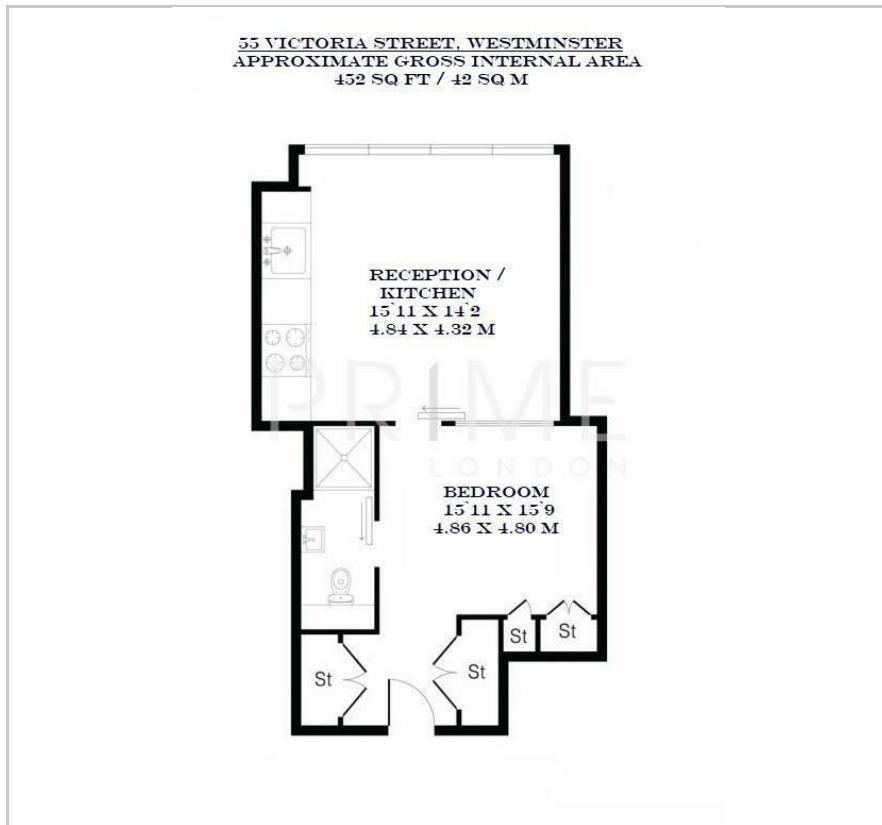 55 VICTORIA STREET, WESTMINSTER
APPROXIMATE GROSS INTERNAL AREA
452 SQ FT / 42 SQ M
RECEPTION /
KITCHEN
15`11 X 14`2
4.84 X 4.32 M
PRIME
LONDON
BEDROOM
15`11 X 15`9
4.86 X 4.80 M
St
St
St
St